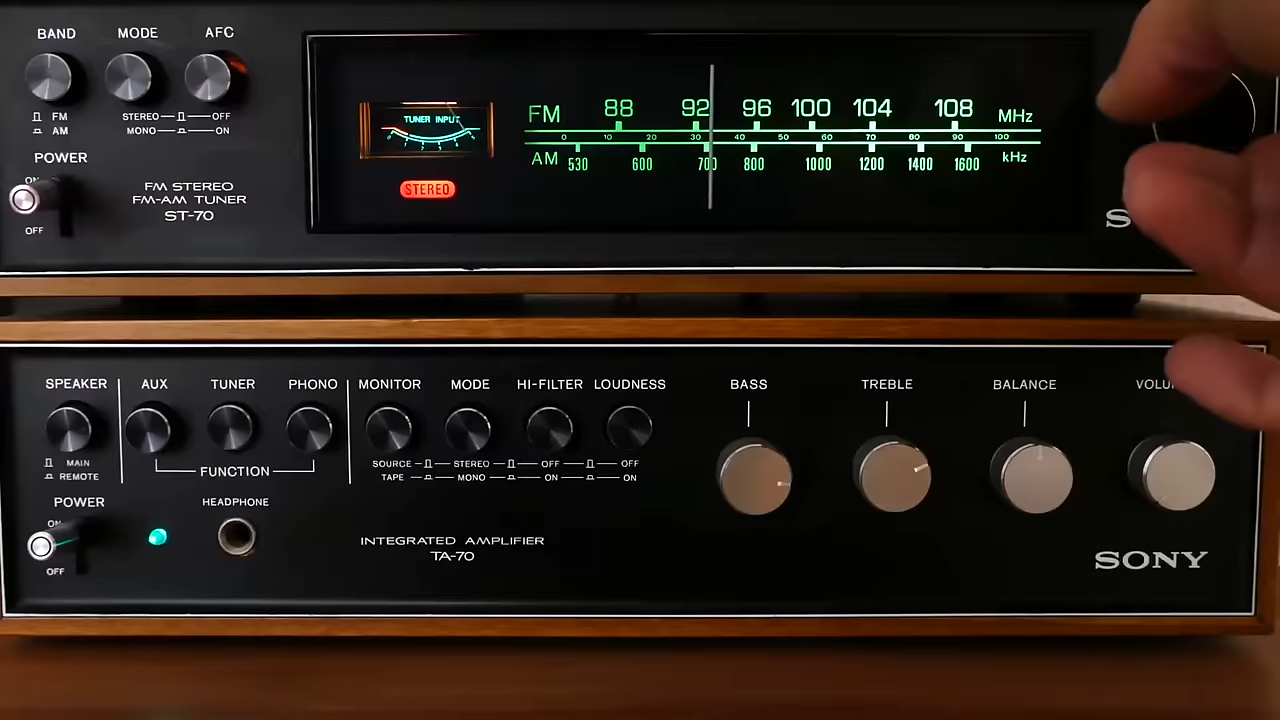 BAND MODE AFC
FM STEREO OFF
AM MONO ON
POWER
ON
OFF
FM STEREO
FM-AM TUNER
ST-70
TUNER INPUT
STEREO
FM 88 92 96 100 104 108 MHz
0 10 20 30 40 50 60 70 80 90 100
AM 530 600 700 800 1000 1200 1400 1600 kHz
SPEAKER AUX TUNER PHONO MONITOR MODE HI-FILTER LOUDNESS BASS TREBLE BALANCE
MAIN
REMOTE
FUNCTION
SOURCE STEREO OFF OFF
TAPE MONO ON ON
POWER
ON
OFF
HEADPHONE
INTEGRATED AMPLIFIER
TA-70
SONY